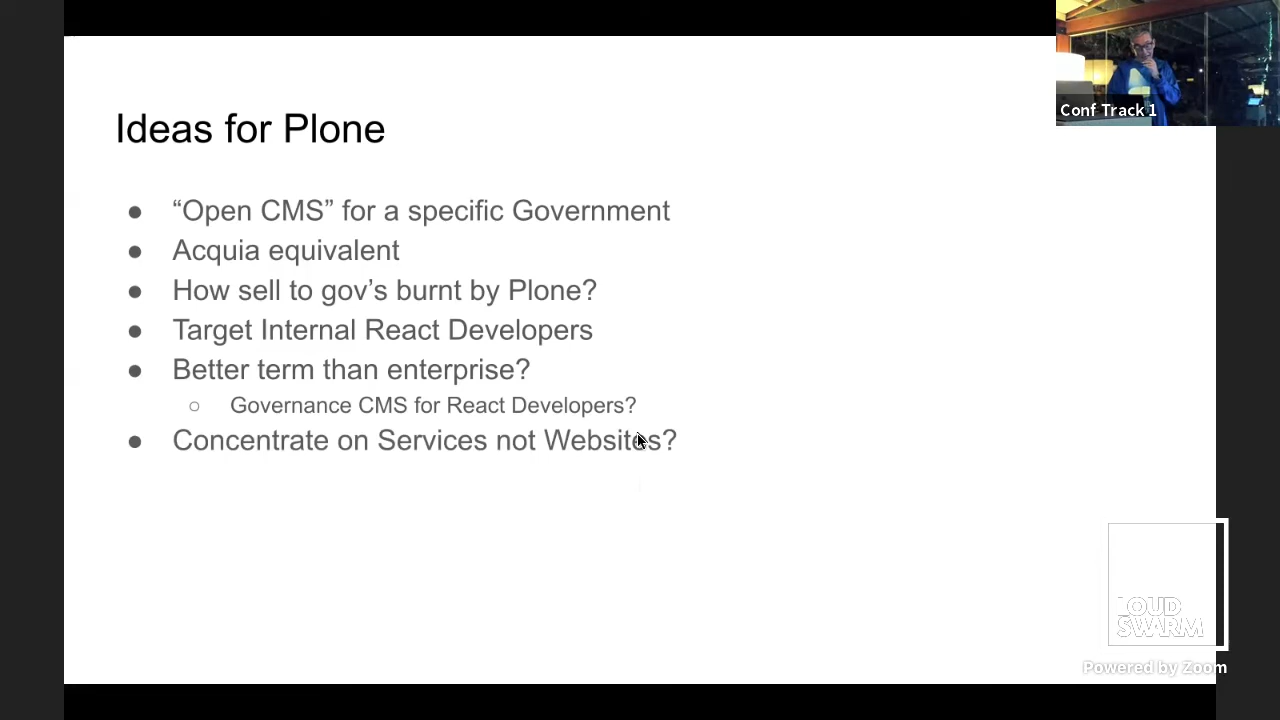 Ideas for Plone
Conf Track 1
● “Open CMS” for a specific Government
● Acquia equivalent
● How sell to gov’s burnt by Plone?
● Target Internal React Developers
● Better term than enterprise?
○ Governance CMS for React Developers?
● Concentrate on Services not Websites?
LOUD
SWARM
Powered by Zoom